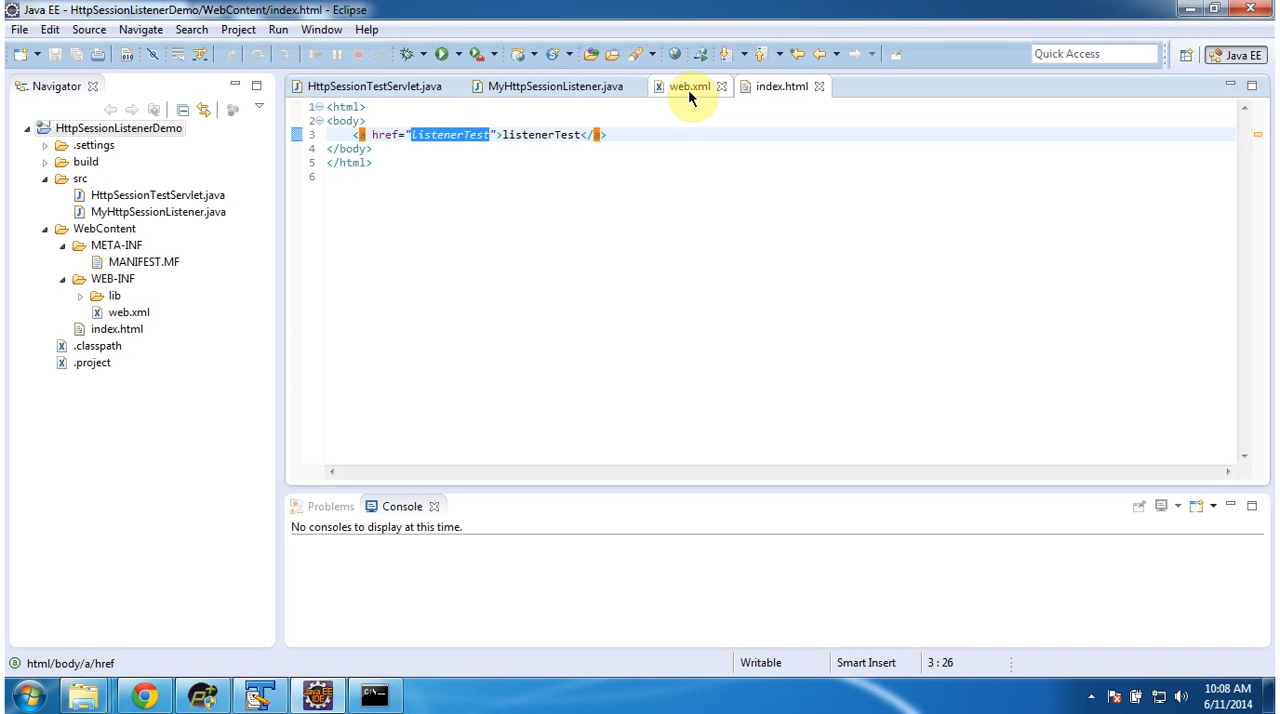 Java EE - HttpSessionListenerDemo/WebContent/index.html - Eclipse
File Edit Source Navigate Search Project Run Window Help
Quick Access
Java EE
Navigator
HttpSessionListenerDemo
.settings
build
src
HttpSessionTestServlet.java
MyHttpSessionListener.java
WebContent
META-INF
MANIFEST.MF
WEB-INF
lib
web.xml
index.html
.classpath
.project
HttpSessionTestServlet.java MyHttpSessionListener.java web.xml index.html
1 <html>
2 <body>
3 <a href="listenerTest">listenerTest</a>
4 </body>
5 </html>
6
Problems Console
No consoles to display at this time.
html/body/a/href
Writable Smart Insert 3 : 26
Java EE
IDE
10:08 AM
6/11/2014